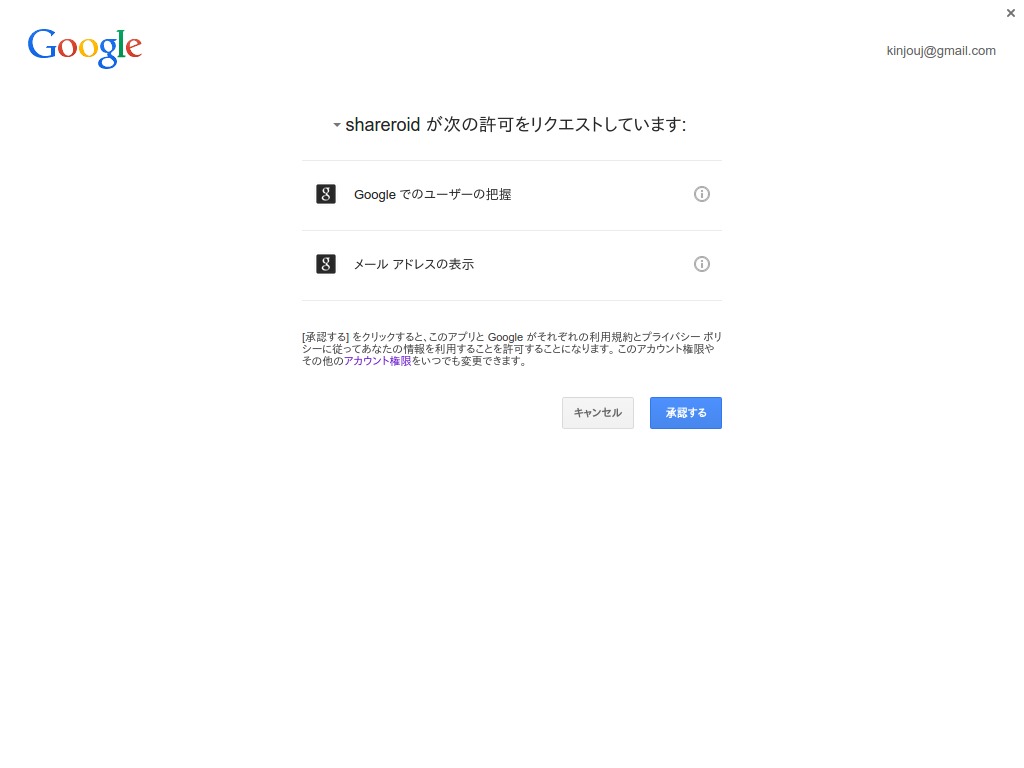 Google
kinjouj@gmail.com
shareroid が次の許可をリクエストしています:
Google でのユーザーの把握
メール アドレスの表示
[承認する] をクリックすると、このアプリと Google がそれぞれの利用規約とプライバシー ポリ
シーに従ってあなたの情報を利用することを許可することになります。このアカウント権限や
その他のアカウント権限をいつでも変更できます。
キャンセル
承認する